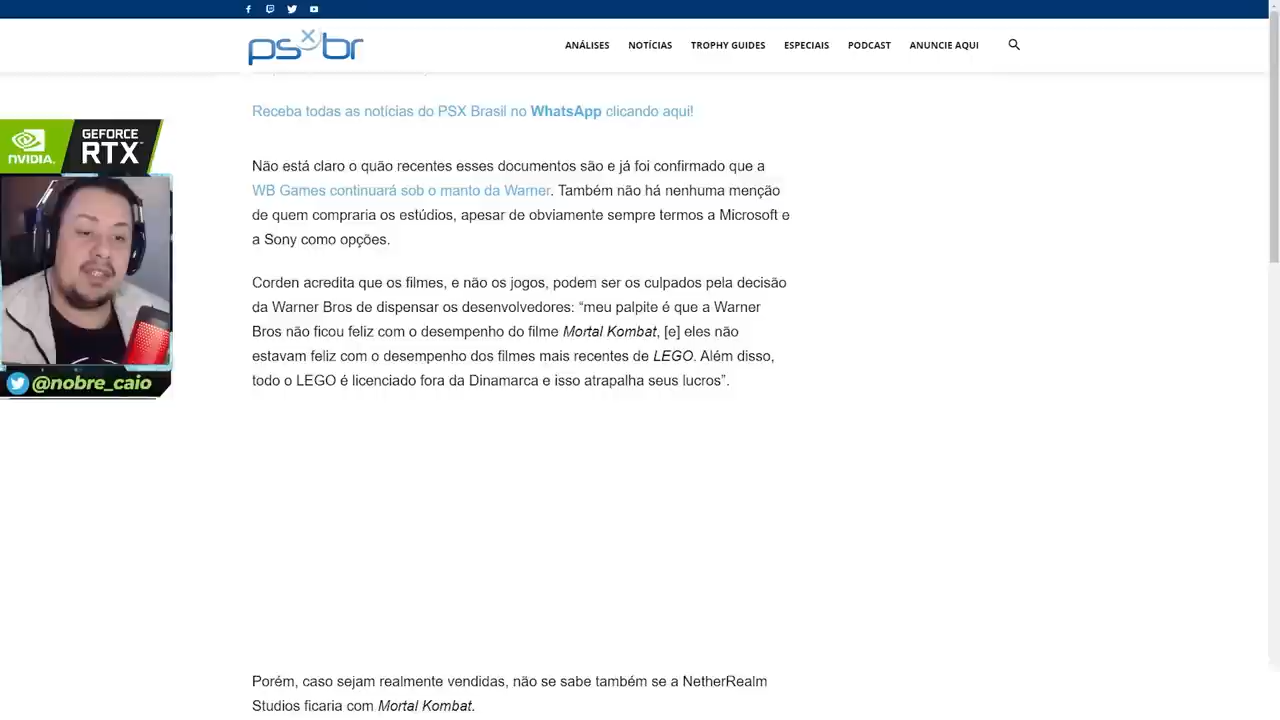 psxbr
ANÁLISES NOTÍCIAS TROPHY GUIDES ESPECIAIS PODCAST ANUNCIE AQUI
Receba todas as notícias do PSX Brasil no WhatsApp clicando aqui!
NVIDIA. GEFORCE RTX™
Não está claro o quão recentes esses documentos são e já foi confirmado que a
WB Games continuará sob o manto da Warner. Também não há nenhuma menção
de quem compraria os estúdios, apesar de obviamente sempre termos a Microsoft e
a Sony como opções.
Corden acredita que os filmes, e não os jogos, podem ser os culpados pela decisão
da Warner Bros de dispensar os desenvolvedores: “meu palpite é que a Warner
Bros não ficou feliz com o desempenho do filme Mortal Kombat, [e] eles não
estavam feliz com o desempenho dos filmes mais recentes de LEGO. Além disso,
todo o LEGO é licenciado fora da Dinamarca e isso atrapalha seus lucros”.
@nobre_caio
Porém, caso sejam realmente vendidas, não se sabe também se a NetherRealm
Studios ficaria com Mortal Kombat.